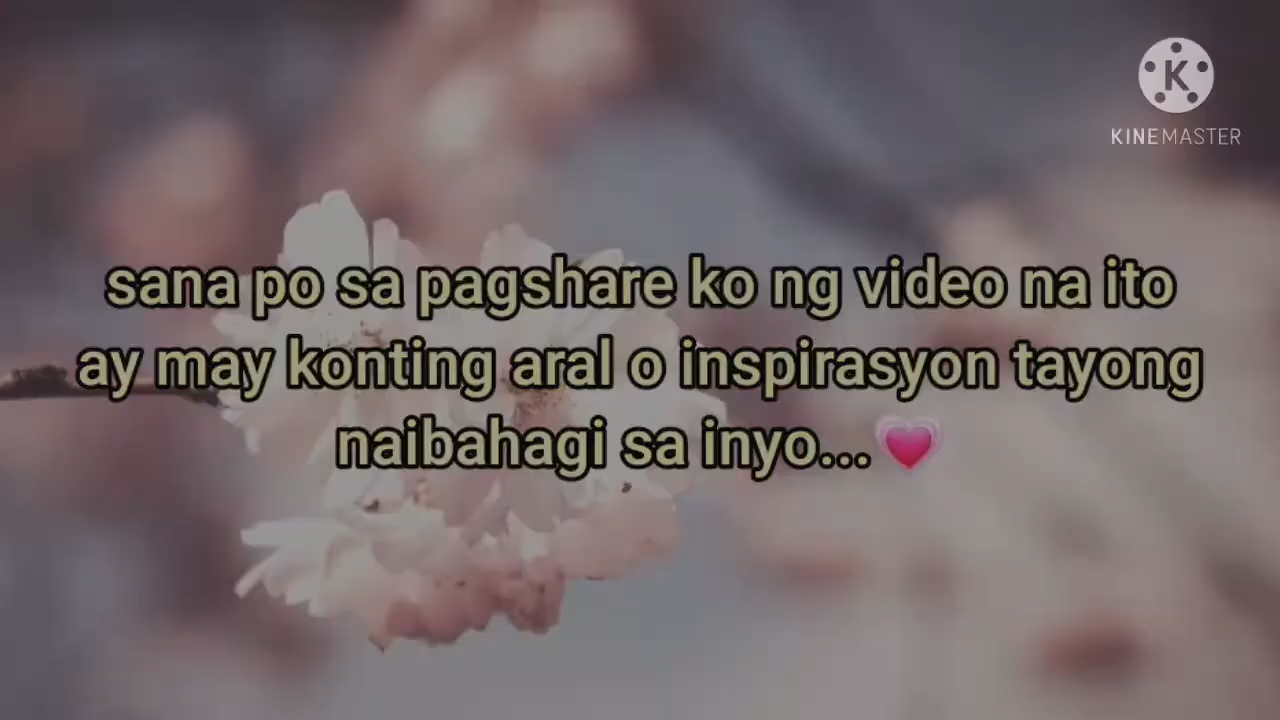 K
KINEMASTER
sana po sa pagshare ko ng video na ito
ay may konting aral o inspirasyon tayong
naibahagi sa inyo...💗